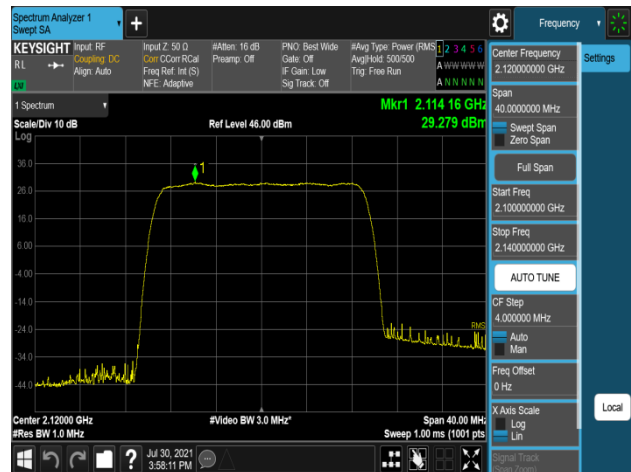 Spectrum Analyzer 1
Swept SA
Frequency
KEYSIGHT
RL
LXI
Input: RF
Coupling: DC
Align: Auto
Input Z: 50 Ω
Corr CCorr RCal
Freq Ref: Int (S)
NFE: Adaptive
#Atten: 16 dB
Preamp: Off
PNO: Best Wide
Gate: Off
IF Gain: Low
Sig Track: Off
#Avg Type: Power (RMS
Avg|Hold: 500/500
Trig: Free Run
1 2 3 4 5 6
A W W W W W
A N N N N N
1 Spectrum
Scale/Div 10 dB
Log
Ref Level 46.00 dBm
Mkr1 2.114 16 GHz
29.279 dBm
1
36.0
26.0
16.0
6.00
-4.00
-14.0
-24.0
-34.0
-44.0
RMS
Center 2.12000 GHz
#Res BW 1.0 MHz
#Video BW 3.0 MHz*
Span 40.00 MHz
Sweep 1.00 ms (1001 pts
Jul 30, 2021
3:58:11 PM
?
Center Frequency
2.120000000 GHz
Settings
Span
40.0000000 MHz
Swept Span
Zero Span
Full Span
Start Freq
2.100000000 GHz
Stop Freq
2.140000000 GHz
AUTO TUNE
CF Step
4.000000 MHz
Auto
Man
Freq Offset
0 Hz
X Axis Scale
Log
Lin
Local
Signal Track
(Span Zoom)